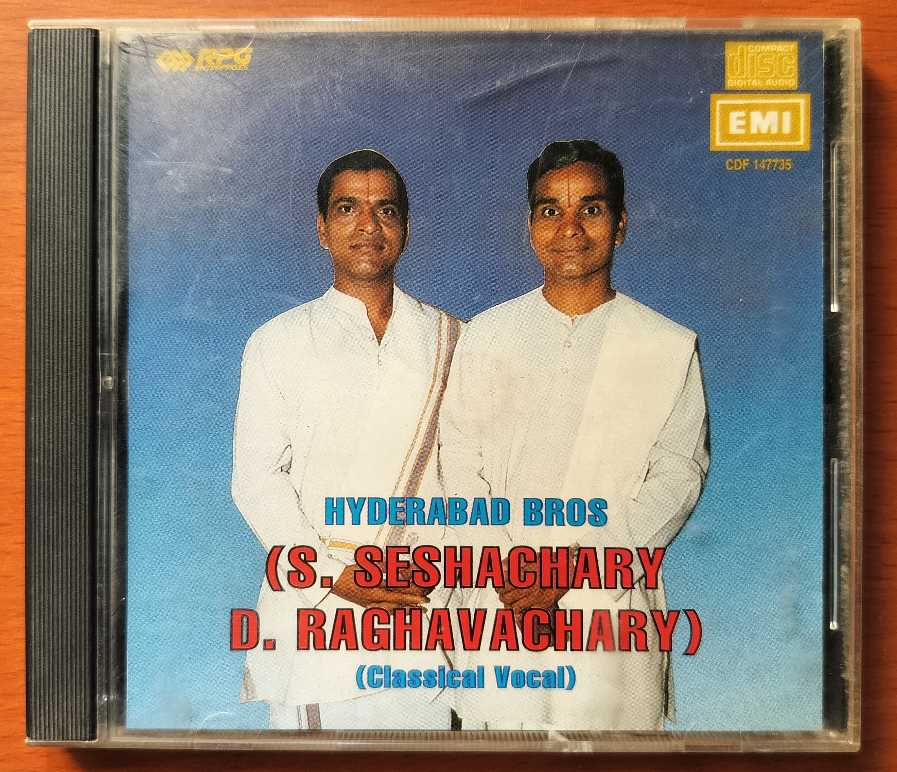 RPG
COMPACT
disc
DIGITAL AUDIO
EMI
CDF 147735
HYDERABAD BROS
(S. SESHACHARY
D. RAGHAVACHARY)
(Classical Vocal)